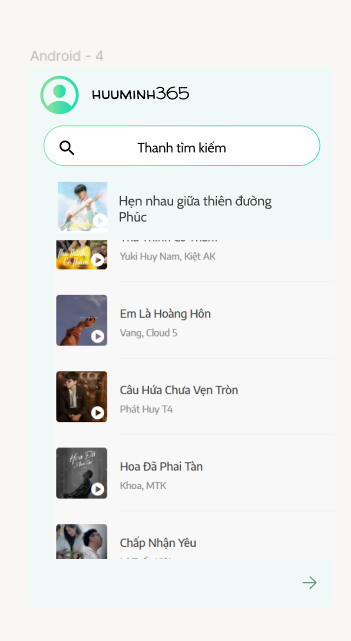 Android - 4
HUUMINH365
Thanh tìm kiếm
Hẹn nhau giữa thiên đường
Phúc
Yuki Huy Nam, Kiệt AK
Em Là Hoàng Hôn
Vang, Cloud 5
Câu Hứa Chưa Vẹn Tròn
Phát Huy T4
Hoa Đã Phai Tàn
Khoa, MTK
Chấp Nhận Yêu